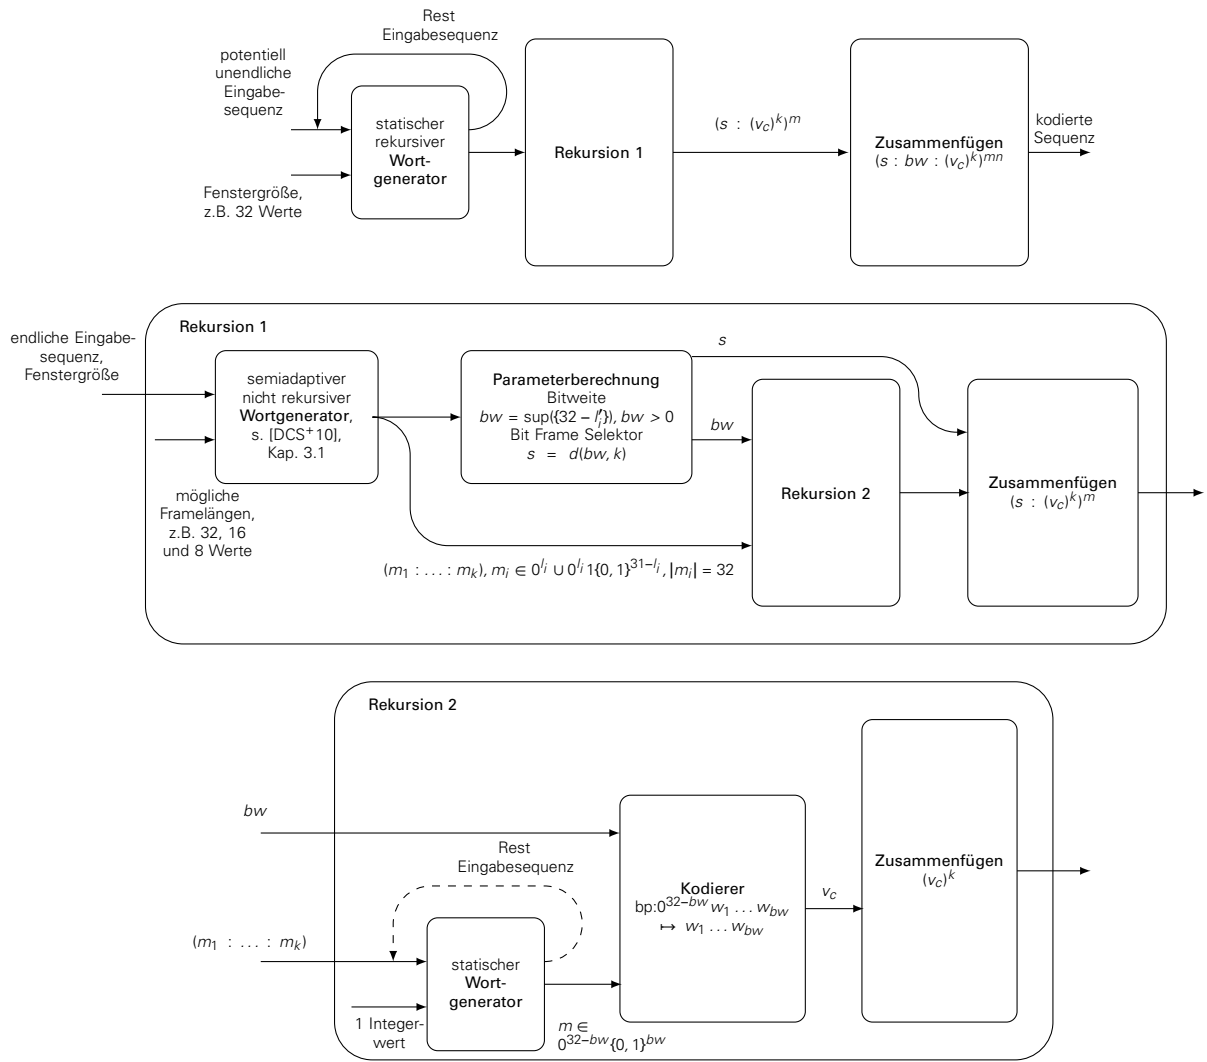 Rest
Eingabesequenz
potentiell
unendliche
Eingabe-
sequenz
statischer
rekursiver
Wort-
generator
Fenstergröße,
z.B. 32 Werte
Rekursion 1
(s : (v_c)^k)^m
Zusammenfügen
(s : bw : (v_c)^k)^{mn}
kodierte
Sequenz
Rekursion 1
endliche Eingabe-
sequenz,
Fenstergröße
semiadaptiver
nicht rekursiver
Wortgenerator,
s. [DCS⁺10],
Kap. 3.1
mögliche
Framelängen,
z.B. 32, 16
und 8 Werte
Parameterberechnung
Bitweite
bw = sup({32 − l'_i}), bw > 0
Bit Frame Selektor
s = d(bw, k)
s
bw
(m_1 : … : m_k), m_i ∈ 0^{l_i} ∪ 0^{l_i}1{0, 1}^{31−l_i}, |m_i| = 32
Rekursion 2
Zusammenfügen
(s : (v_c)^k)^m
Rekursion 2
bw
Rest
Eingabesequenz
(m_1 : … : m_k)
statischer
Wort-
generator
1 Integer-
wert
m ∈
0^{32−bw}{0, 1}^{bw}
Kodierer
bp:0^{32−bw} w_1 … w_{bw}
↦ w_1 … w_{bw}
v_c
Zusammenfügen
(v_c)^k